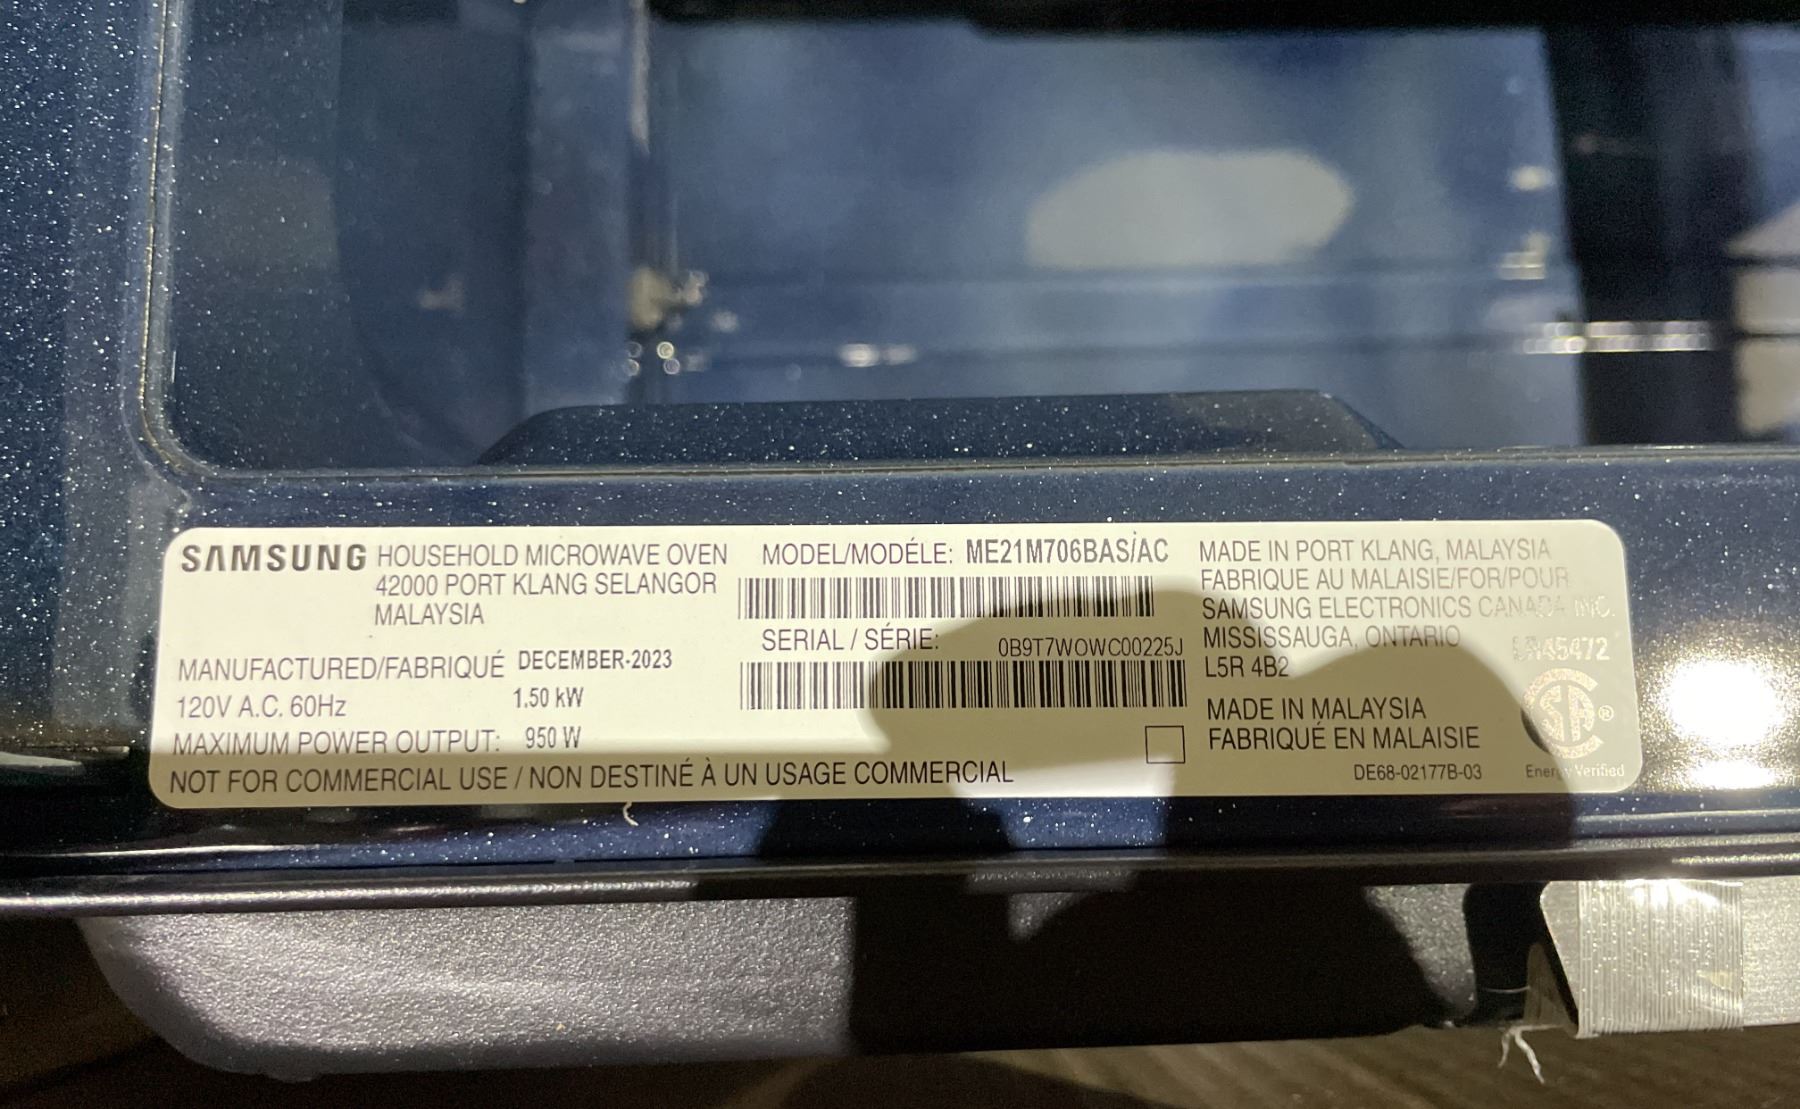 SAMSUNG HOUSEHOLD MICROWAVE OVEN
42000 PORT KLANG SELANGOR
MALAYSIA
MANUFACTURED/FABRIQUÉ DECEMBER-2023
120V A.C. 60Hz 1.50 kW
MAXIMUM POWER OUTPUT: 950 W
NOT FOR COMMERCIAL USE / NON DESTINÉ À UN USAGE COMMERCIAL
MODEL/MODÉLE: ME21M706BAS/AC
SERIAL / SÉRIE: 0B9T7WOWC00225J
MADE IN PORT KLANG, MALAYSIA
FABRIQUE AU MALAISIE/FOR/POUR
SAMSUNG ELECTRONICS CANADA INC.
MISSISSAUGA, ONTARIO
L5R 4B2
LR45472
MADE IN MALAYSIA
FABRIQUÉ EN MALAISIE
DE68-02177B-03
SA ®
Energy Verified